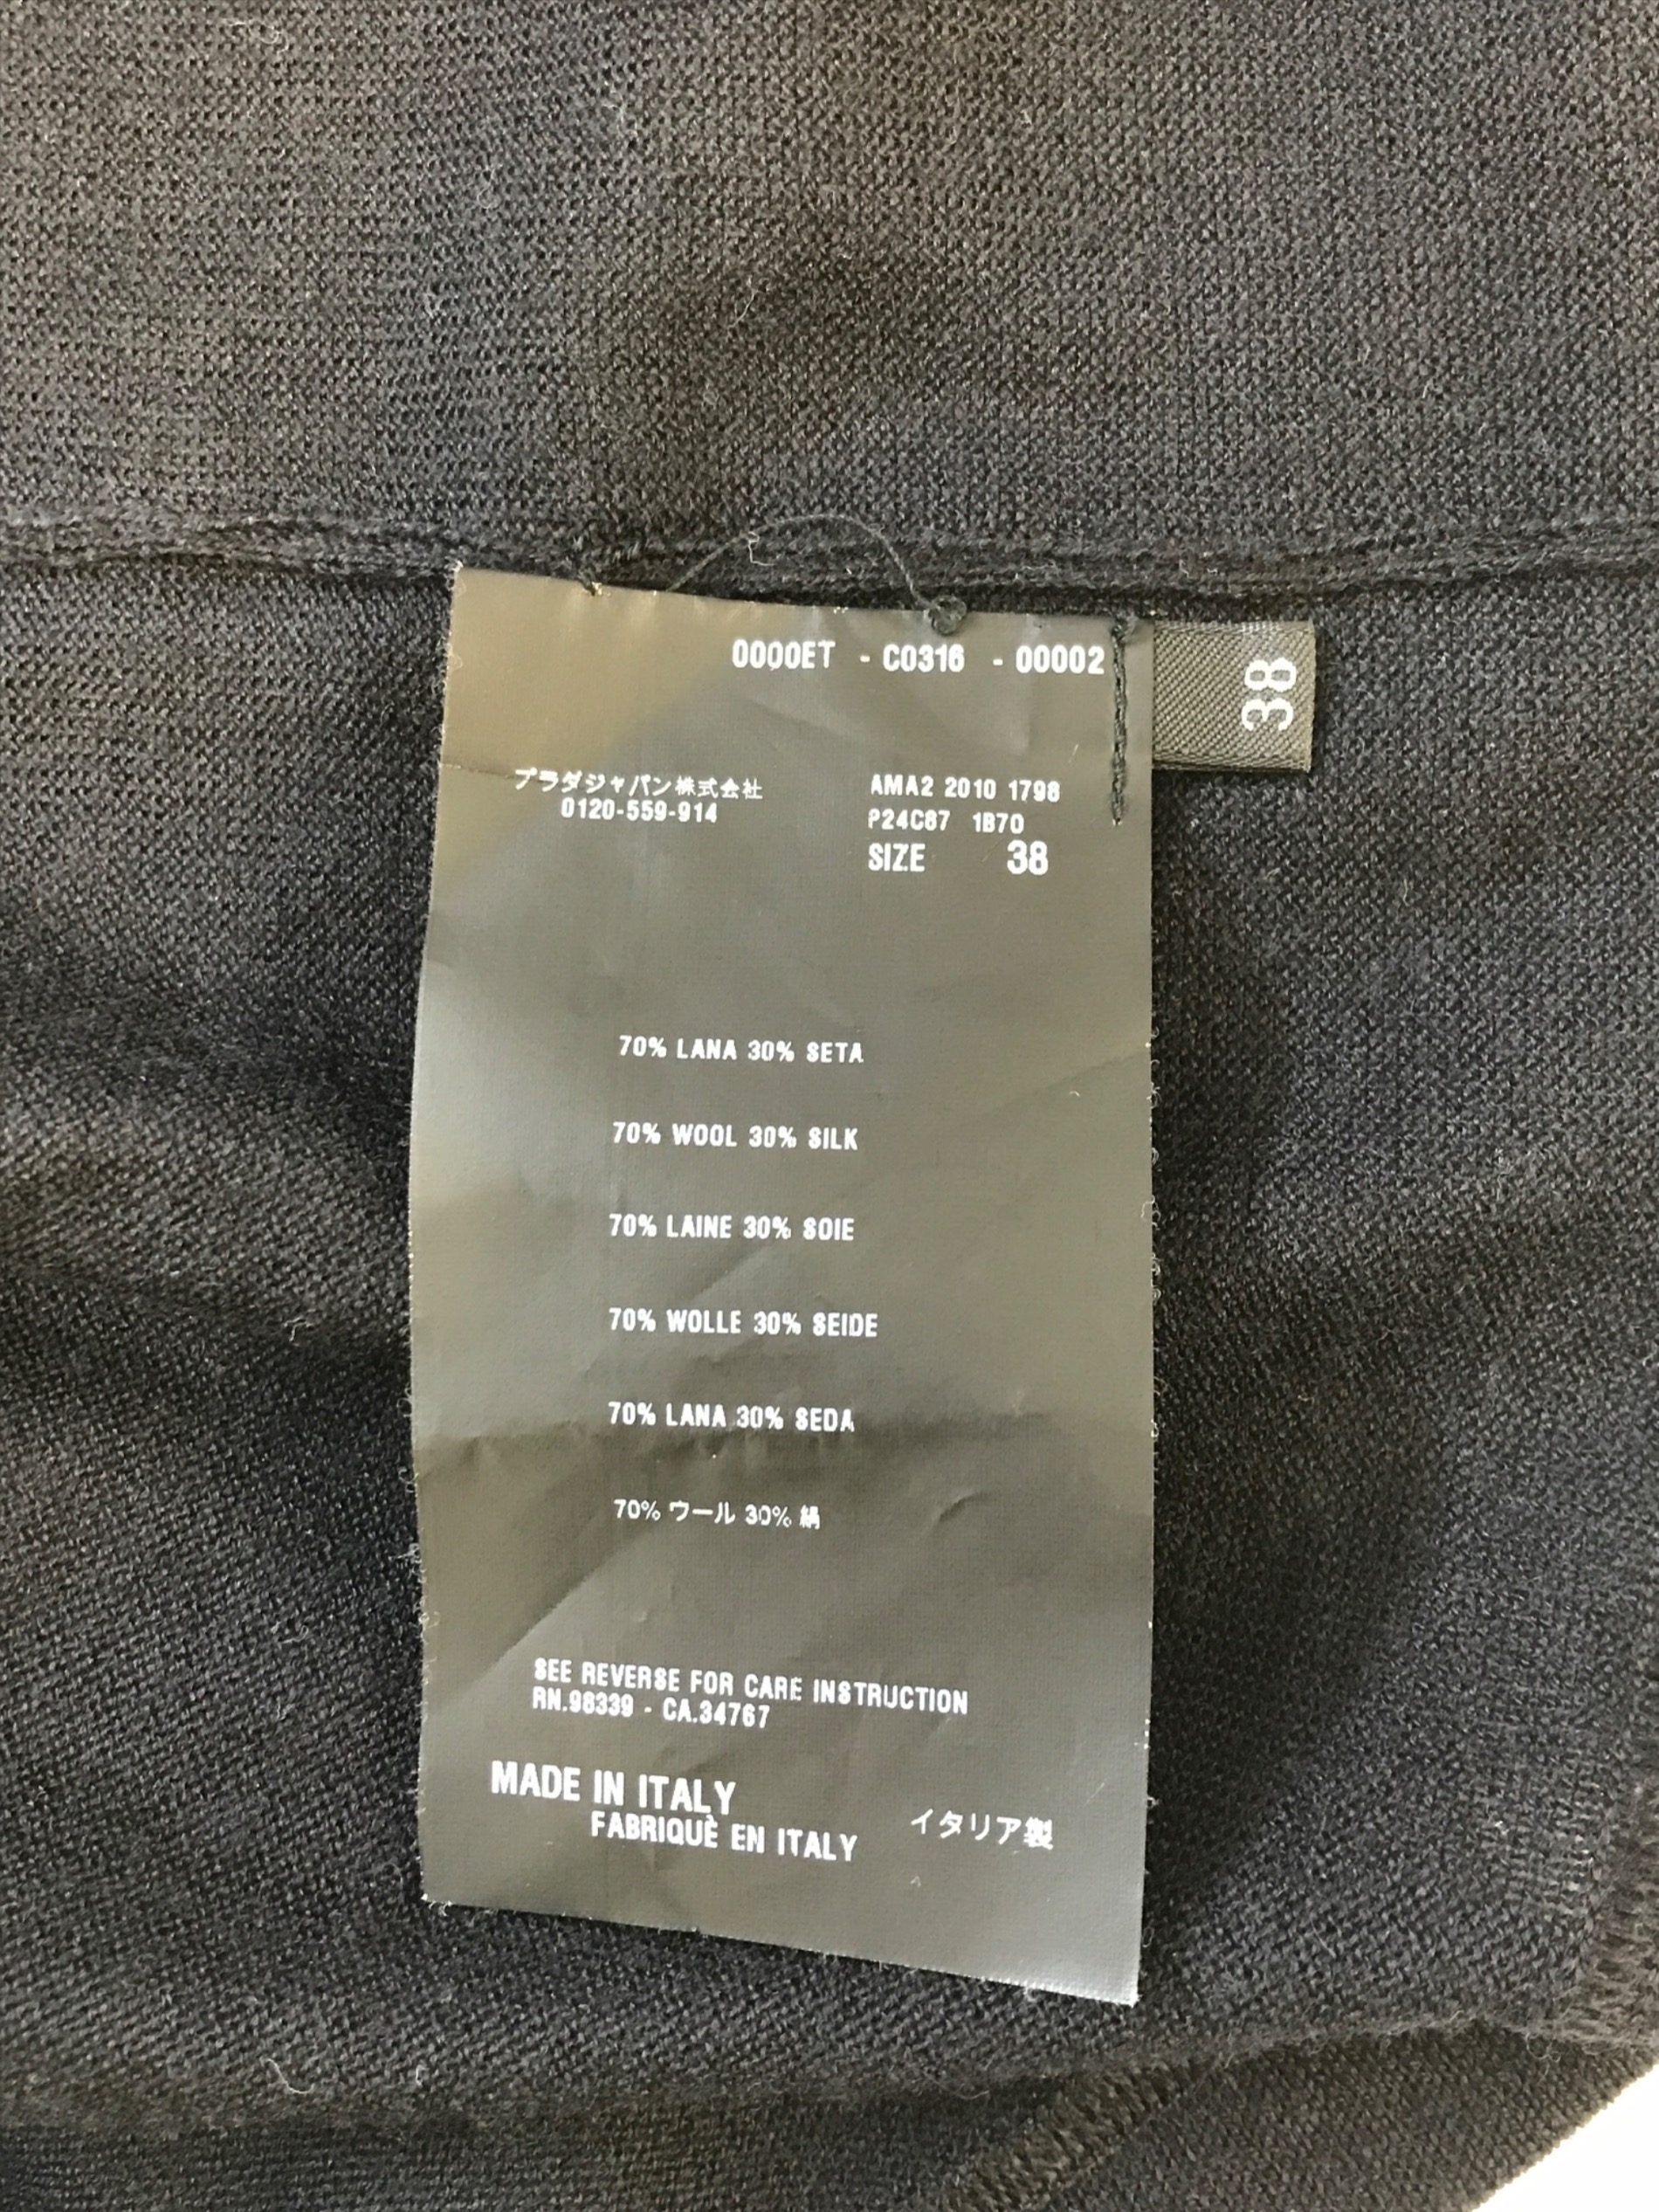 0000ET - C0316 - 00002
38
プラダジャパン株式会社
0120-559-914
AMA2 2010 1798
P24C87 1B70
SIZE 38
70% LANA 30% SETA
70% WOOL 30% SILK
70% LAINE 30% SOIE
70% WOLLE 30% SEIDE
70% LANA 30% SEDA
70% ウール 30% 絹
SEE REVERSE FOR CARE INSTRUCTION
RN.98339 - CA.34767
MADE IN ITALY
FABRIQUÈ EN ITALY
イタリア製